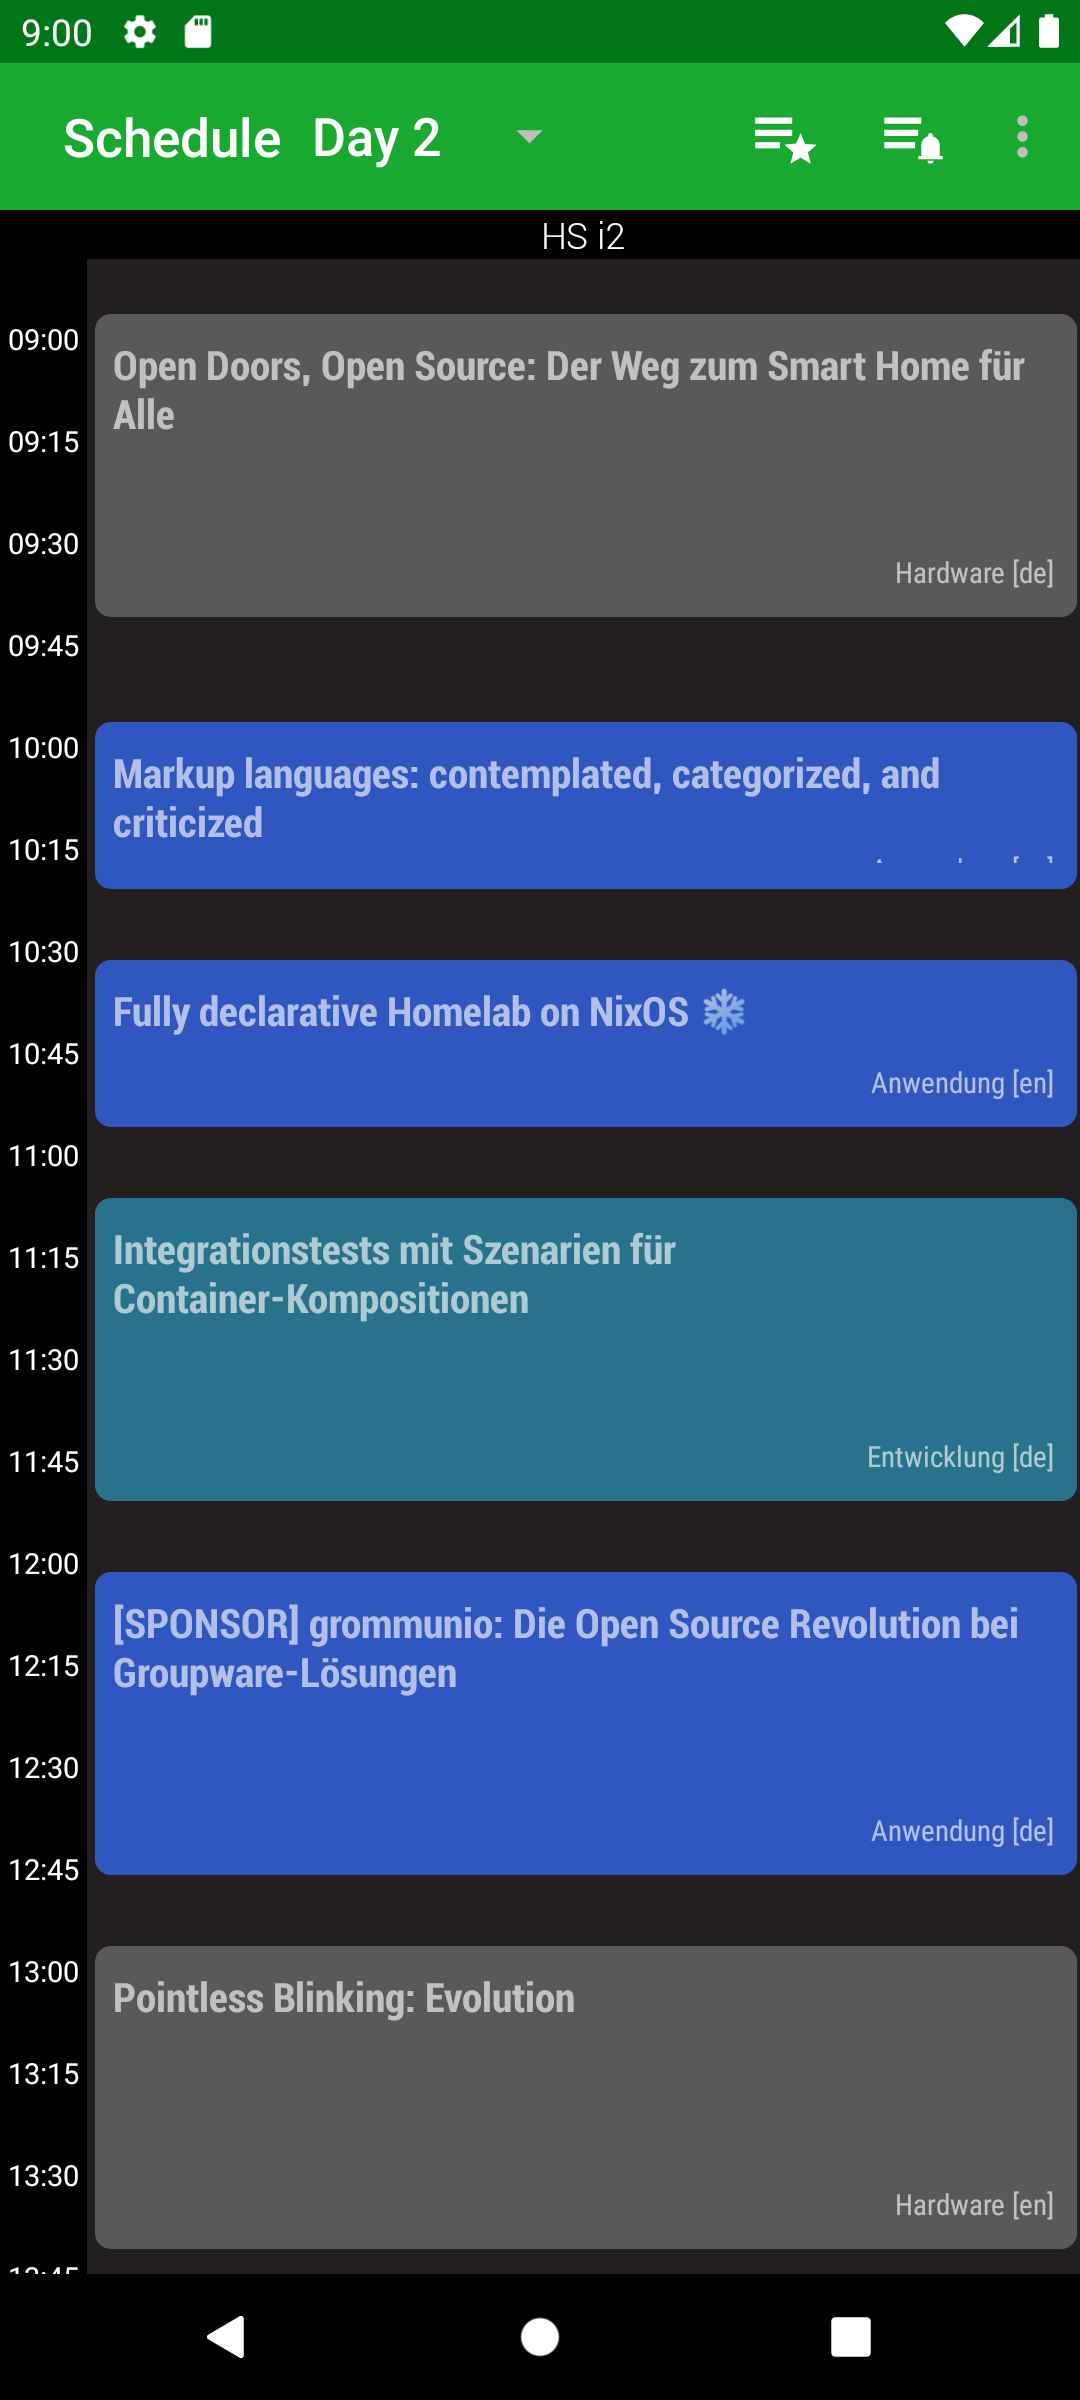 9:00
Schedule Day 2
HS i2
09:00
Open Doors, Open Source: Der Weg zum Smart Home für
Alle
09:15
09:30
Hardware [de]
09:45
10:00
Markup languages: contemplated, categorized, and
criticized
10:15
10:30
Fully declarative Homelab on NixOS ❄️
10:45
Anwendung [en]
11:00
11:15
Integrationstests mit Szenarien für
Container-Kompositionen
11:30
11:45
Entwicklung [de]
12:00
[SPONSOR] grommunio: Die Open Source Revolution bei
Groupware-Lösungen
12:15
12:30
Anwendung [de]
12:45
13:00
Pointless Blinking: Evolution
13:15
13:30
Hardware [en]